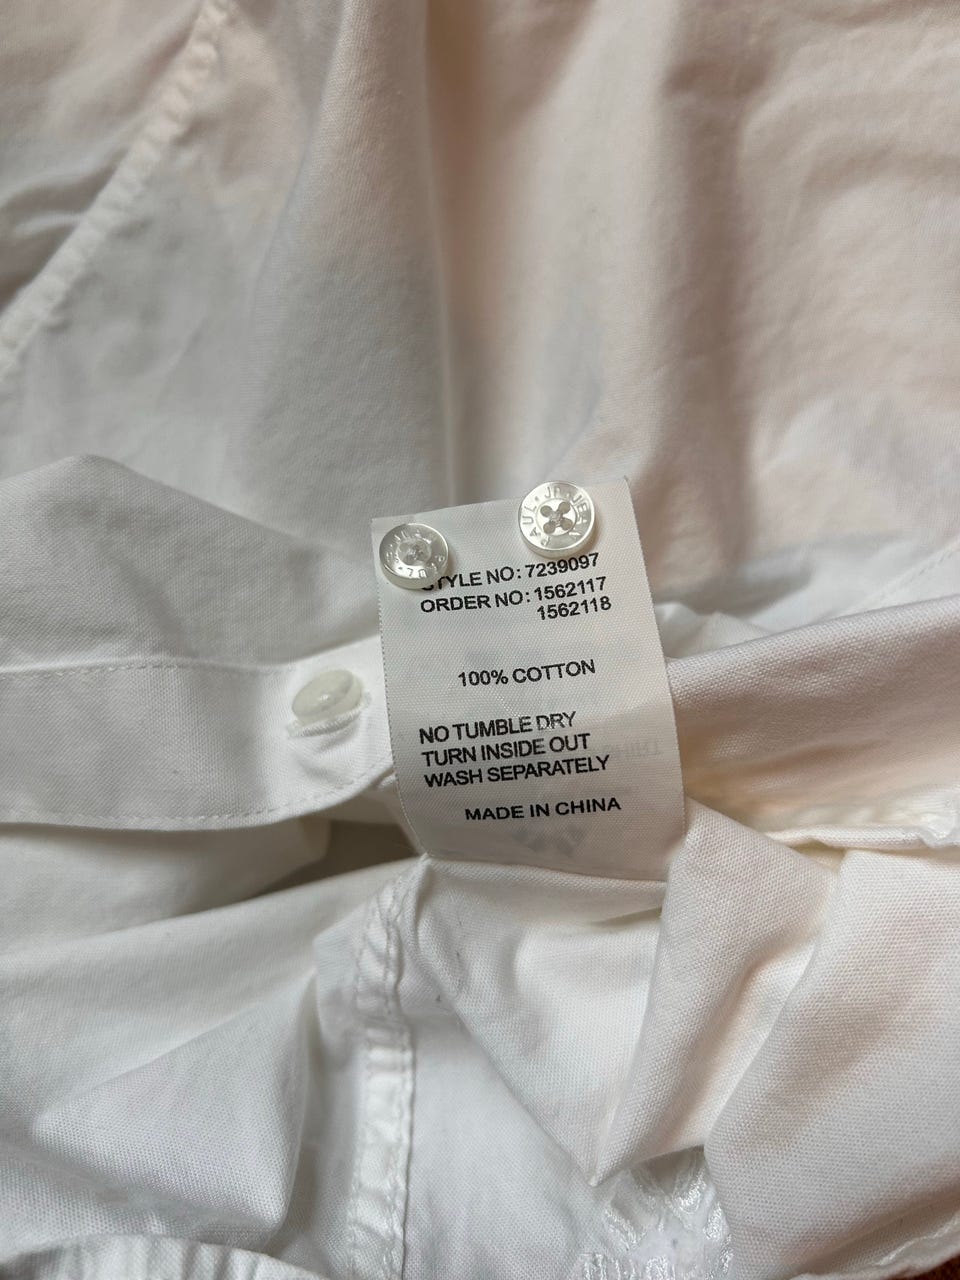 STYLE NO: 7239097
ORDER NO: 1562117
1562118
100% COTTON
NO TUMBLE DRY
TURN INSIDE OUT
WASH SEPARATELY
MADE IN CHINA